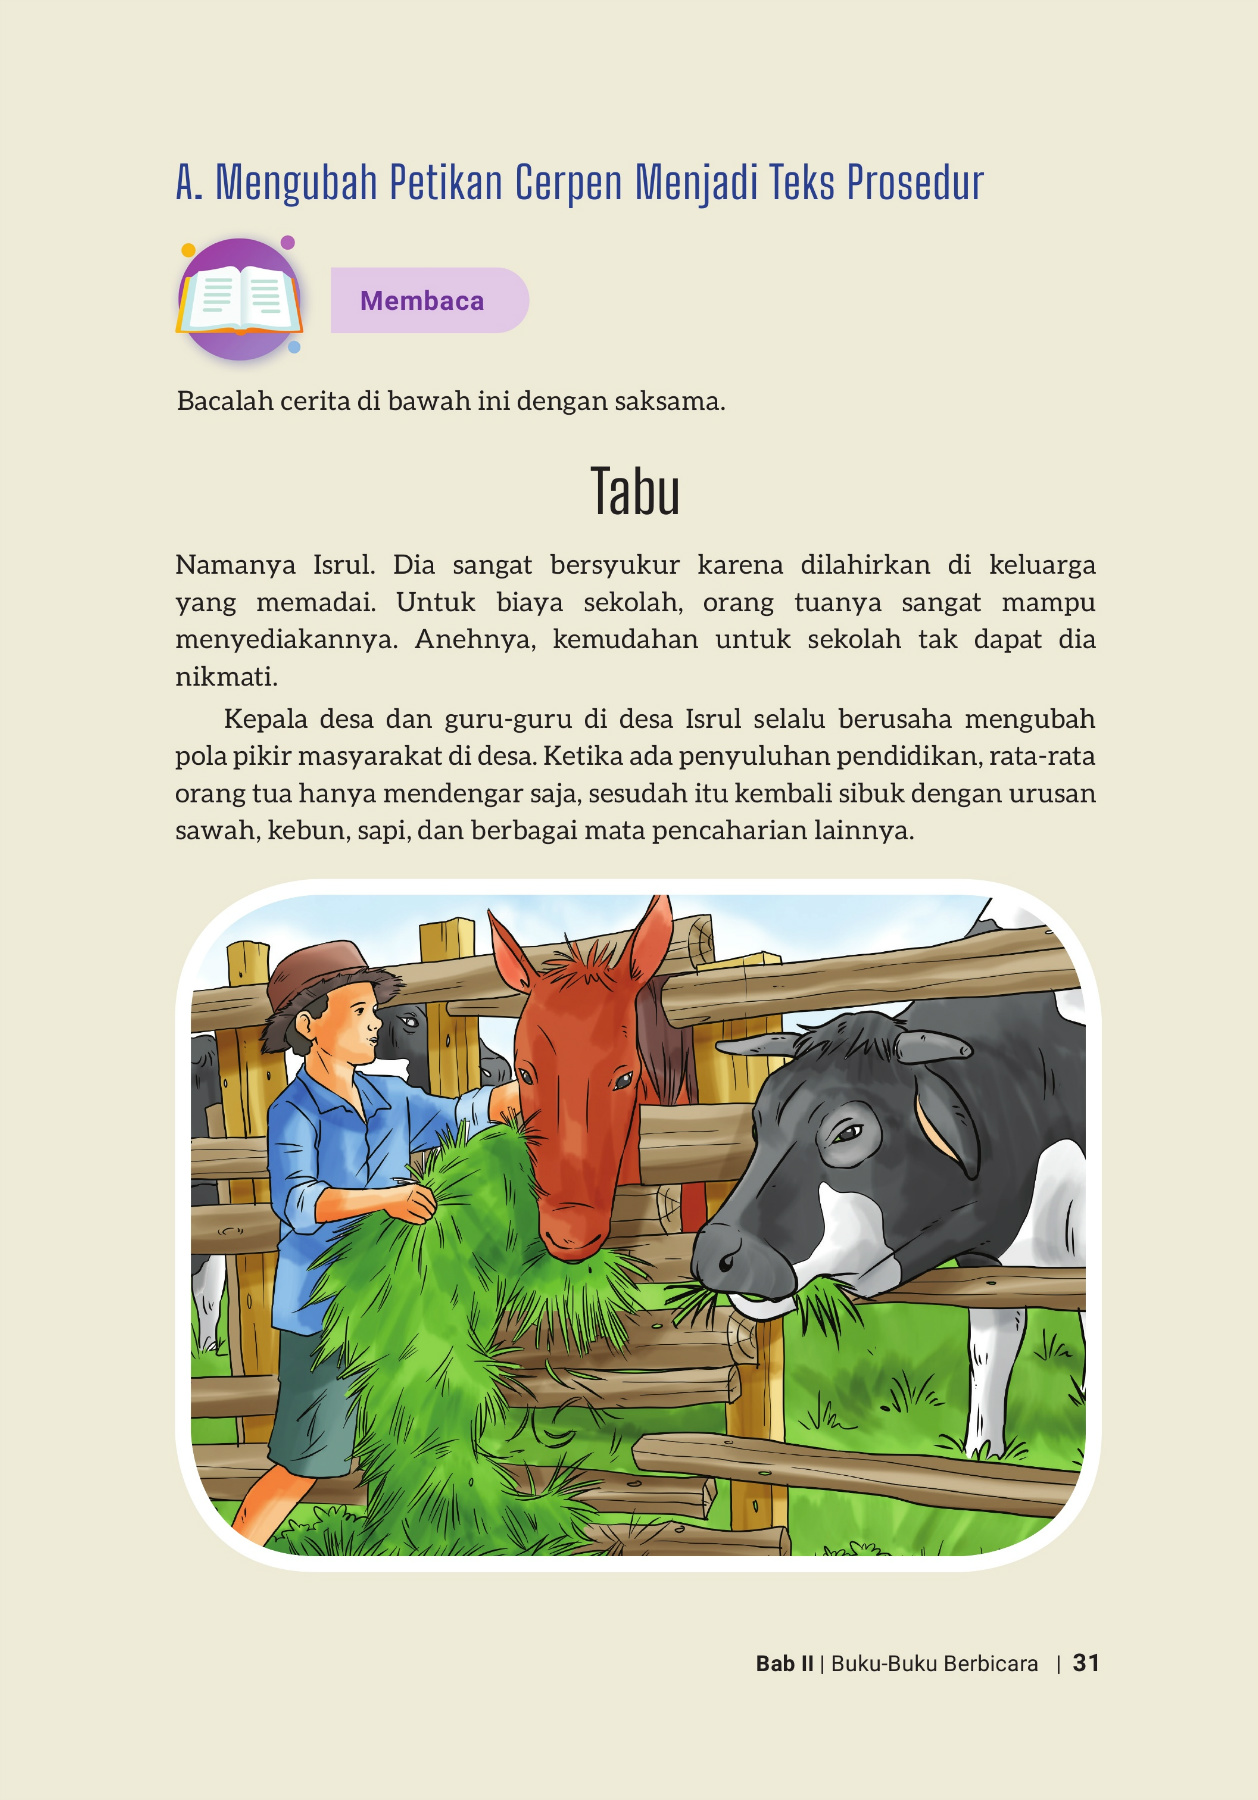 A. Mengubah Petikan Cerpen Menjadi Teks Prosedur
Membaca
Bacalah cerita di bawah ini dengan saksama.
Tabu
Namanya Isrul. Dia sangat bersyukur karena dilahirkan di keluarga
yang memadai. Untuk biaya sekolah, orang tuanya sangat mampu
menyediakannya. Anehnya, kemudahan untuk sekolah tak dapat dia
nikmati.
Kepala desa dan guru-guru di desa Isrul selalu berusaha mengubah
pola pikir masyarakat di desa. Ketika ada penyuluhan pendidikan, rata-rata
orang tua hanya mendengar saja, sesudah itu kembali sibuk dengan urusan
sawah, kebun, sapi, dan berbagai mata pencaharian lainnya.
Bab II | Buku-Buku Berbicara | 31